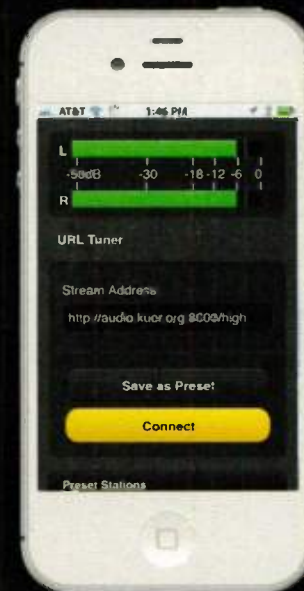 AT&T 1:46 PM
L
-50dB -30 -18 -12 -6 0
R
URL Tuner
Stream Address
http://audio.kuor.org:8000/high
Save as Preset
Connect
Preset Stations